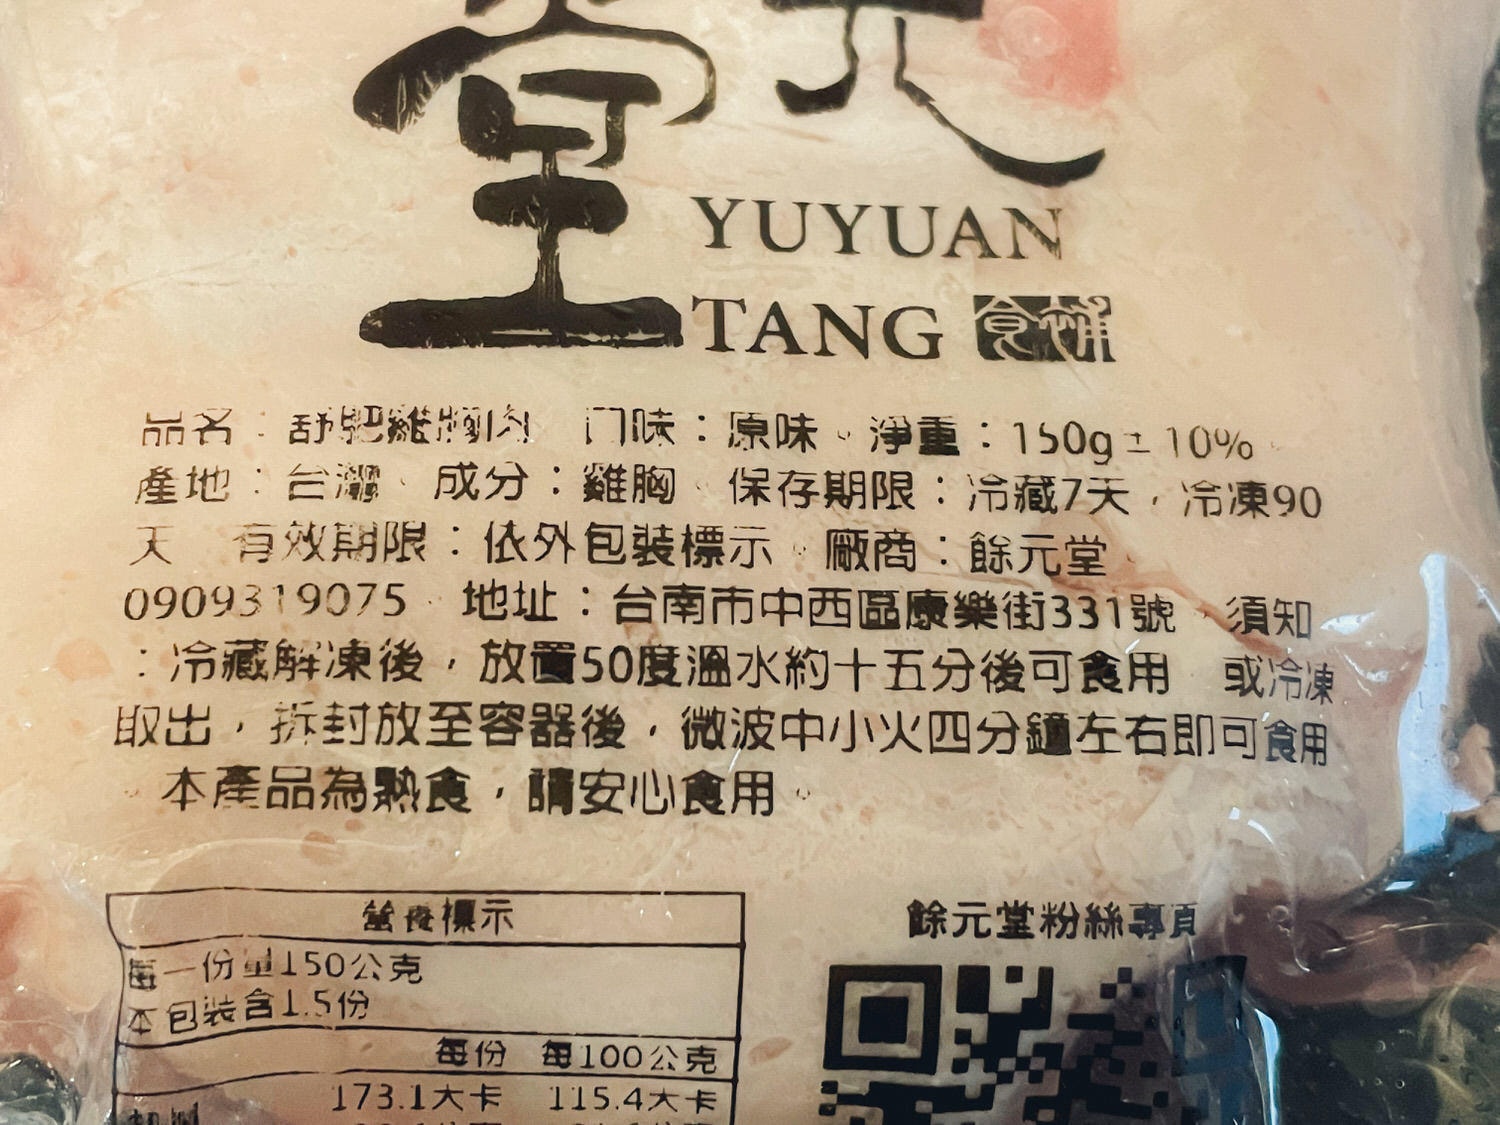 堂元
YUYUAN
TANG 食舖
品名：舒肥雞胸肉 口味：原味。淨重：150g±10%。
產地：台灣。成分：雞胸 保存期限：冷藏7天，冷凍90
天 有效期限：依外包裝標示。廠商：餘元堂
0909319075 地址：台南市中西區康樂街331號 須知
：冷藏解凍後，放置50度溫水約十五分後可食用 或冷凍
取出，拆封放至容器後，微波中小火四分鐘左右即可食用
本產品為熟食，請安心食用。
營養標示
每一份量150公克
本包裝含1.5份
每份 每100公克
173.1大卡 115.4大卡
餘元堂粉絲專頁